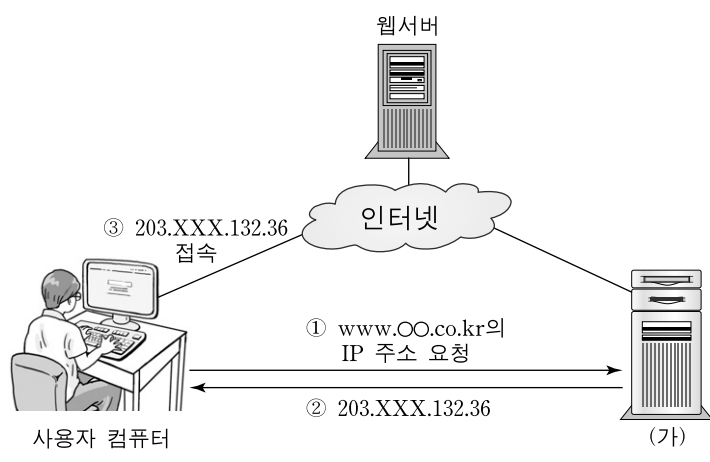 웹서버
인터넷
③ 203.XXX.132.36
접속
① www.○○.co.kr의
IP 주소 요청
② 203.XXX.132.36
사용자 컴퓨터
(가)